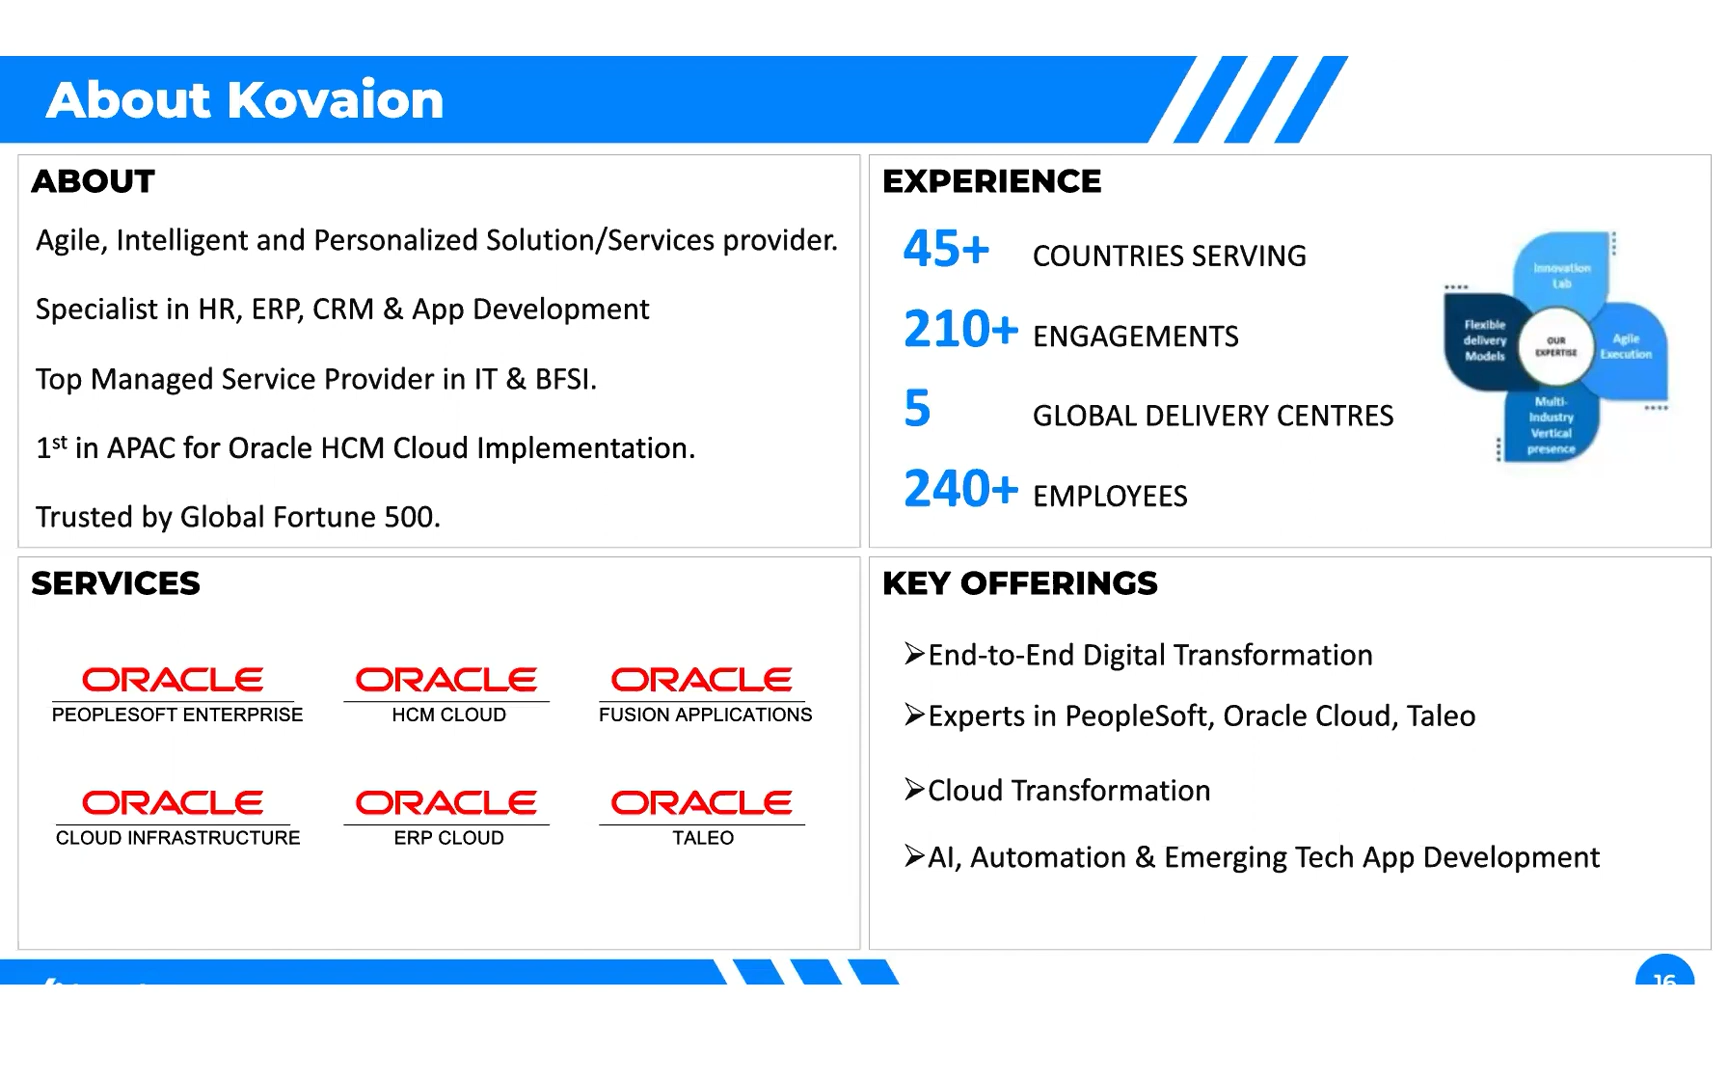 About Kovaion
ABOUT
Agile, Intelligent and Personalized Solution/Services provider.
Specialist in HR, ERP, CRM & App Development
Top Managed Service Provider in IT & BFSI.
1st in APAC for Oracle HCM Cloud Implementation.
Trusted by Global Fortune 500.
EXPERIENCE
45+ COUNTRIES SERVING
210+ ENGAGEMENTS
5 GLOBAL DELIVERY CENTRES
240+ EMPLOYEES
Innovation
Lab
Flexible
delivery
Models
OUR
EXPERTISE
Agile
Execution
Multi-
Industry
Vertical
presence
SERVICES
ORACLE
PEOPLESOFT ENTERPRISE
ORACLE
HCM CLOUD
ORACLE
FUSION APPLICATIONS
ORACLE
CLOUD INFRASTRUCTURE
ORACLE
ERP CLOUD
ORACLE
TALEO
KEY OFFERINGS
➢End-to-End Digital Transformation
➢Experts in PeopleSoft, Oracle Cloud, Taleo
➢Cloud Transformation
➢AI, Automation & Emerging Tech App Development
16